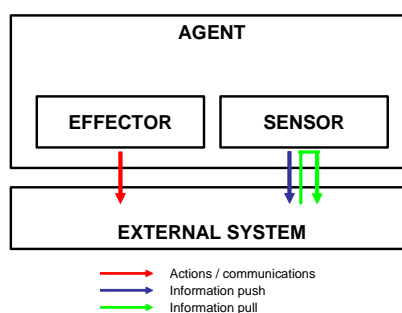 AGENT
EFFECTOR SENSOR
EXTERNAL SYSTEM
Actions / communications
Information push
Information pull